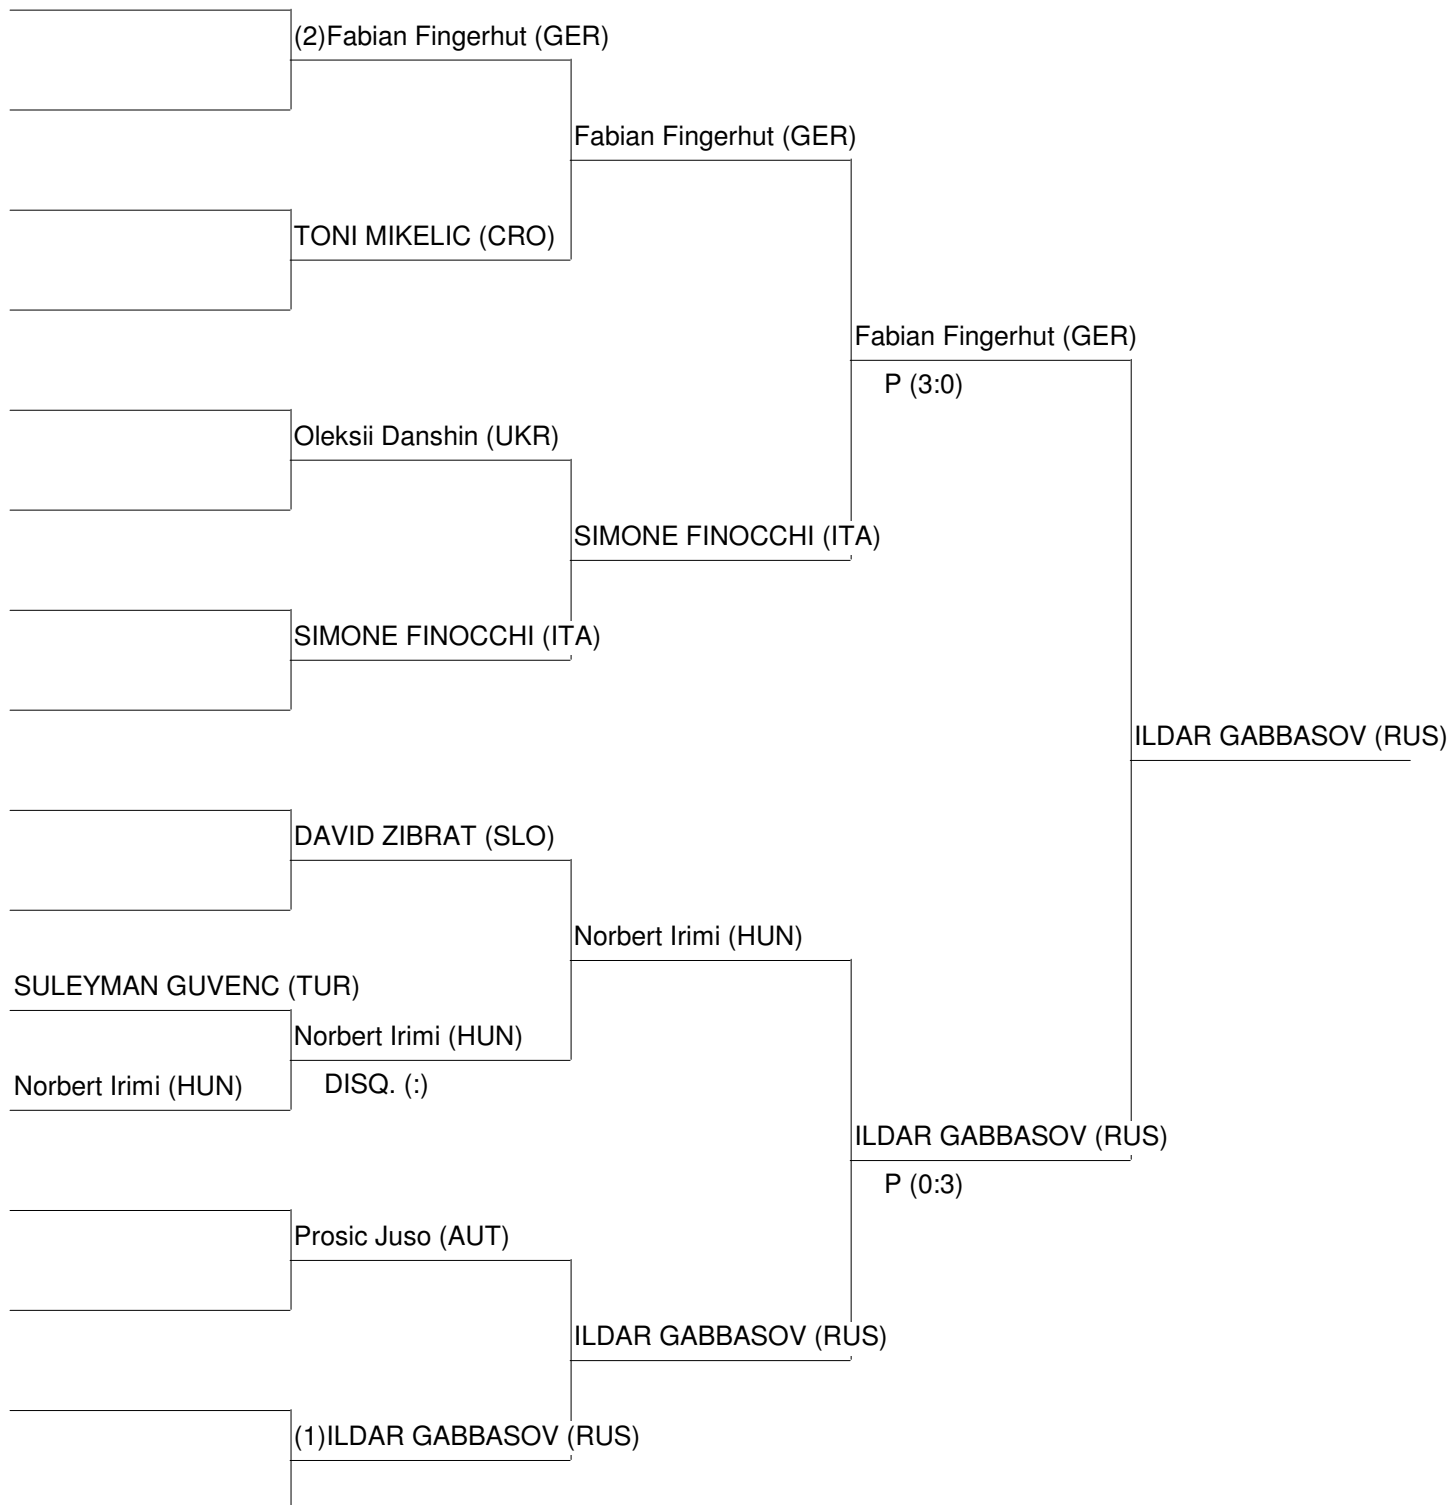 (2)Fabian Fingerhut (GER)
Fabian Fingerhut (GER)
TONI MIKELIC (CRO)
Fabian Fingerhut (GER)
P (3:0)
Oleksii Danshin (UKR)
SIMONE FINOCCHI (ITA)
SIMONE FINOCCHI (ITA)
ILDAR GABBASOV (RUS)
DAVID ZIBRAT (SLO)
Norbert Irimi (HUN)
SULEYMAN GUVENC (TUR)
Norbert Irimi (HUN)
Norbert Irimi (HUN)
DISQ. (:)
ILDAR GABBASOV (RUS)
P (0:3)
Prosic Juso (AUT)
ILDAR GABBASOV (RUS)
(1)ILDAR GABBASOV (RUS)